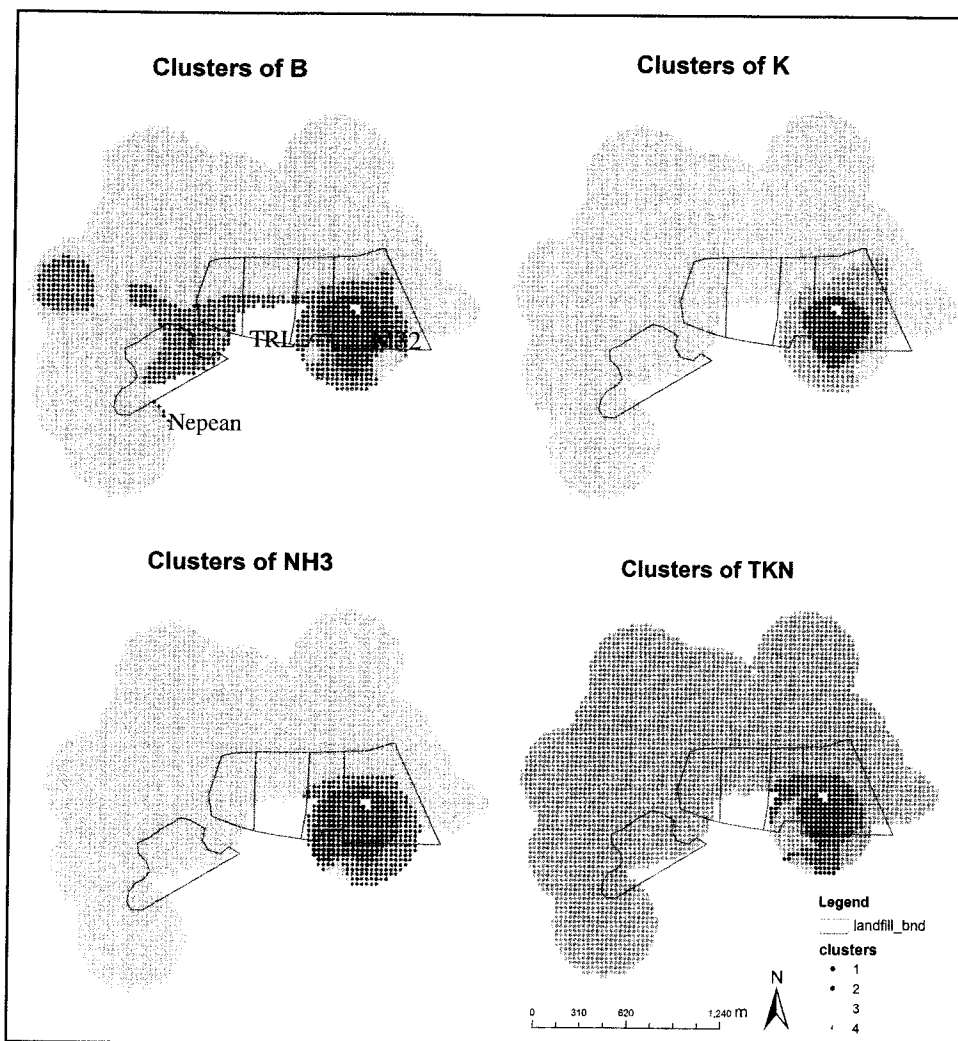 Clusters of B
Clusters of K
TRL
Nepean
Clusters of NH3
Clusters of TKN
Legend
landfill_bnd
clusters
1
2
3
4
N
0 310 620 1,240 m